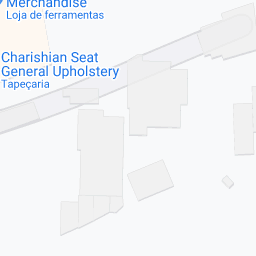 Merchandise
Loja de ferramentas
Charishian Seat
General Upholstery
Tapeçaria